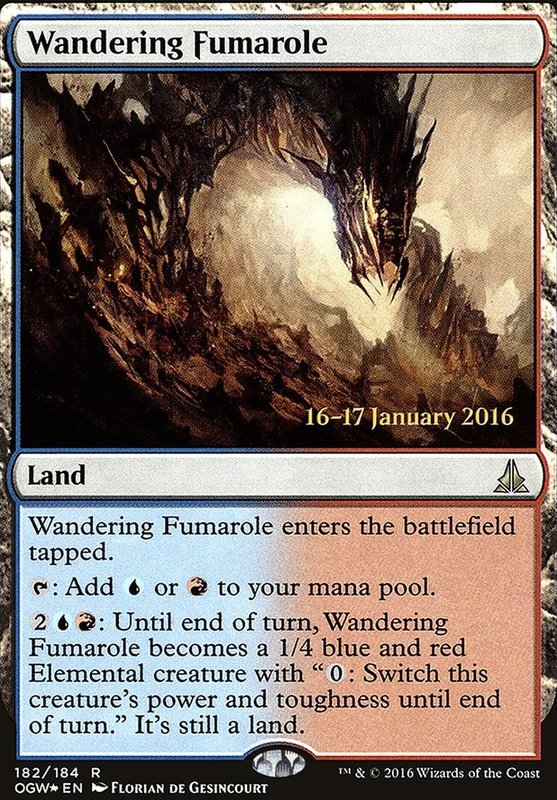 Wandering Fumarole
16–17 January 2016
Land
Wandering Fumarole enters the battlefield
tapped.
: Add or to your mana pool.
2 : Until end of turn, Wandering
Fumarole becomes a 1/4 blue and red
Elemental creature with “0: Switch this
creature’s power and toughness until end
of turn.” It’s still a land.
182/184 R
OGW★EN Florian de Gesincourt
™ & © 2016 Wizards of the Coast